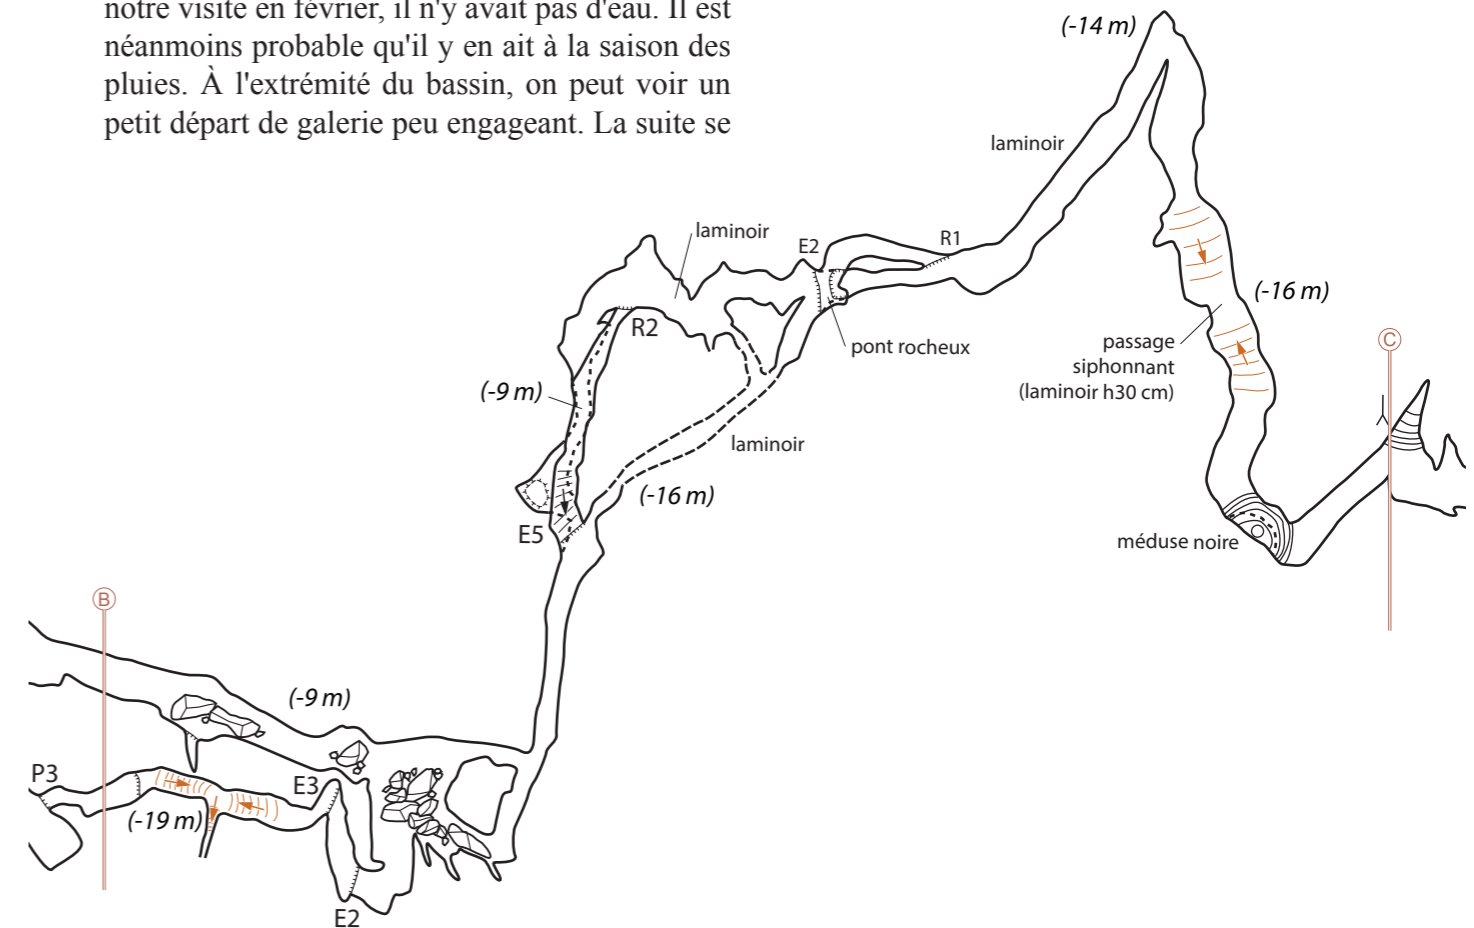 notre visite en février, il n'y avait pas d'eau. Il est
néanmoins probable qu'il y en ait à la saison des
pluies. À l'extrémité du bassin, on peut voir un
petit départ de galerie peu engageant. La suite se
(-14 m)
laminoir
laminoir
E2
R1
R2
pont rocheux
(-16 m)
passage
siphonnant
(laminoir h30 cm)
C
(-9 m)
laminoir
(-16 m)
E5
méduse noire
B
(-9 m)
P3
E3
(-19 m)
E2